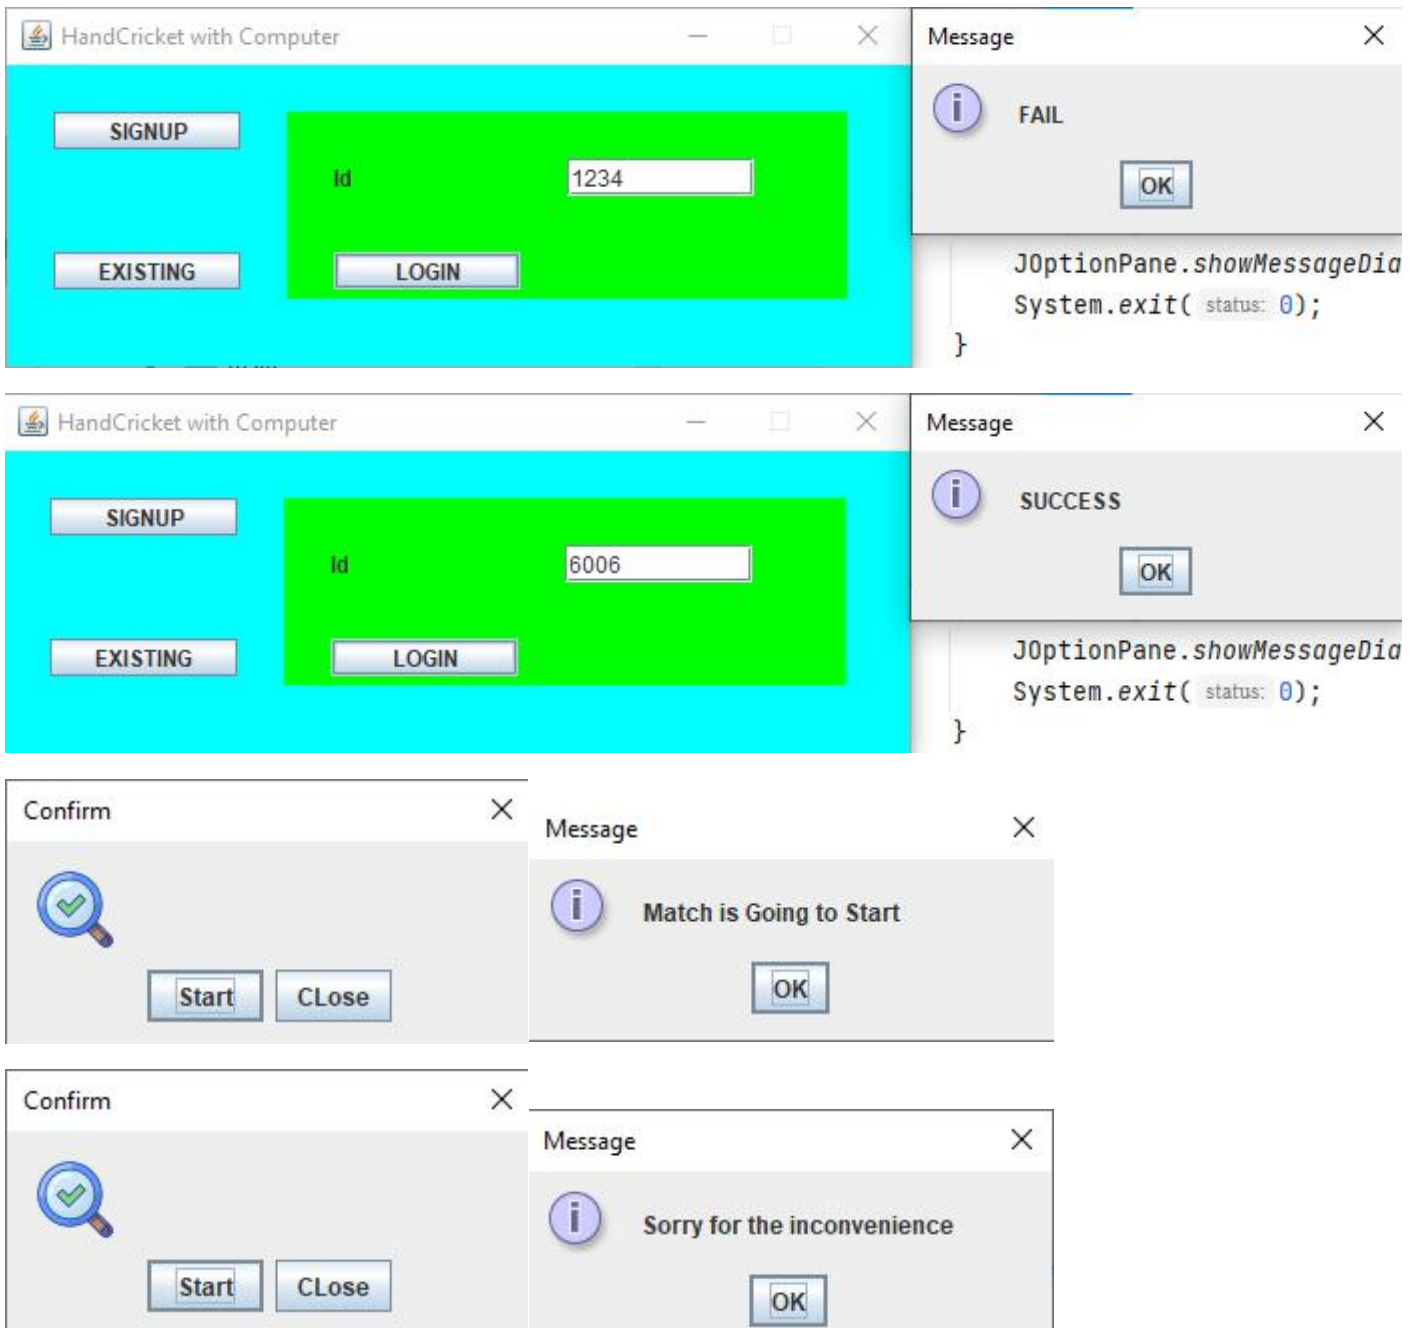 HandCricket with Computer
Message
SIGNUP
FAIL
Id
1234
OK
EXISTING
LOGIN
JOptionPane.showMessageDia
System.exit( status: 0);
}
HandCricket with Computer
Message
SIGNUP
SUCCESS
Id
6006
OK
EXISTING
LOGIN
JOptionPane.showMessageDia
System.exit( status: 0);
}
Confirm
Start
CLose
Message
Match is Going to Start
OK
Confirm
Start
CLose
Message
Sorry for the inconvenience
OK